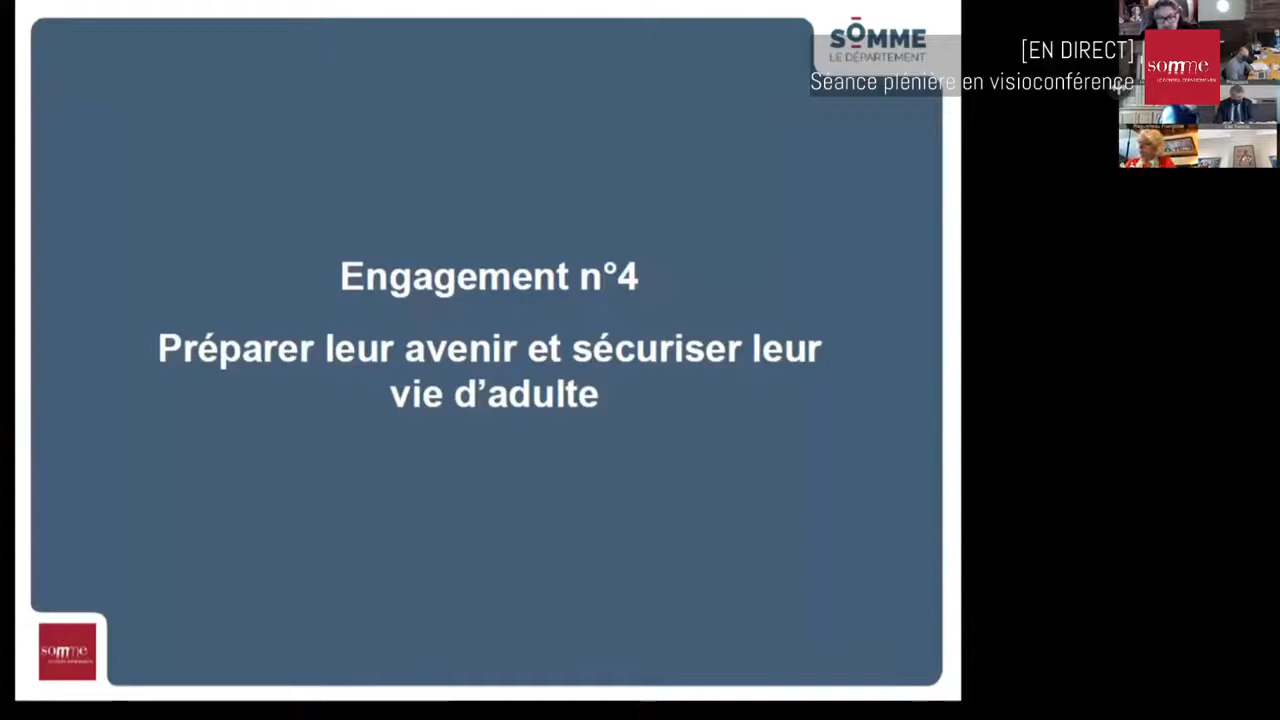 SOMME
LE DÉPARTEMENT
[EN DIRECT]
Séance plénière en visioconférence
somme
Engagement n°4
Préparer leur avenir et sécuriser leur
vie d’adulte
somme